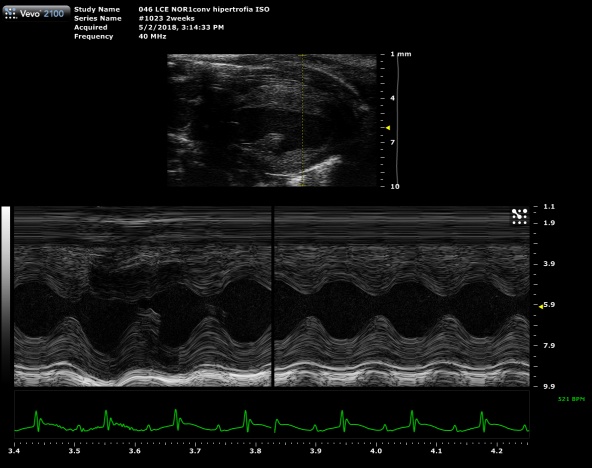 Vevo 2100
Study Name 046 LCE NOR1conv hipertrofia ISO
Series Name #1023 2weeks
Acquired 5/2/2018, 3:14:33 PM
Frequency 40 MHz
1 mm
4
7
10
1.1
1.9
3.9
5.9
7.9
9.9
521 BPM
3.4 3.5 3.6 3.7 3.8 3.9 4.0 4.1 4.2